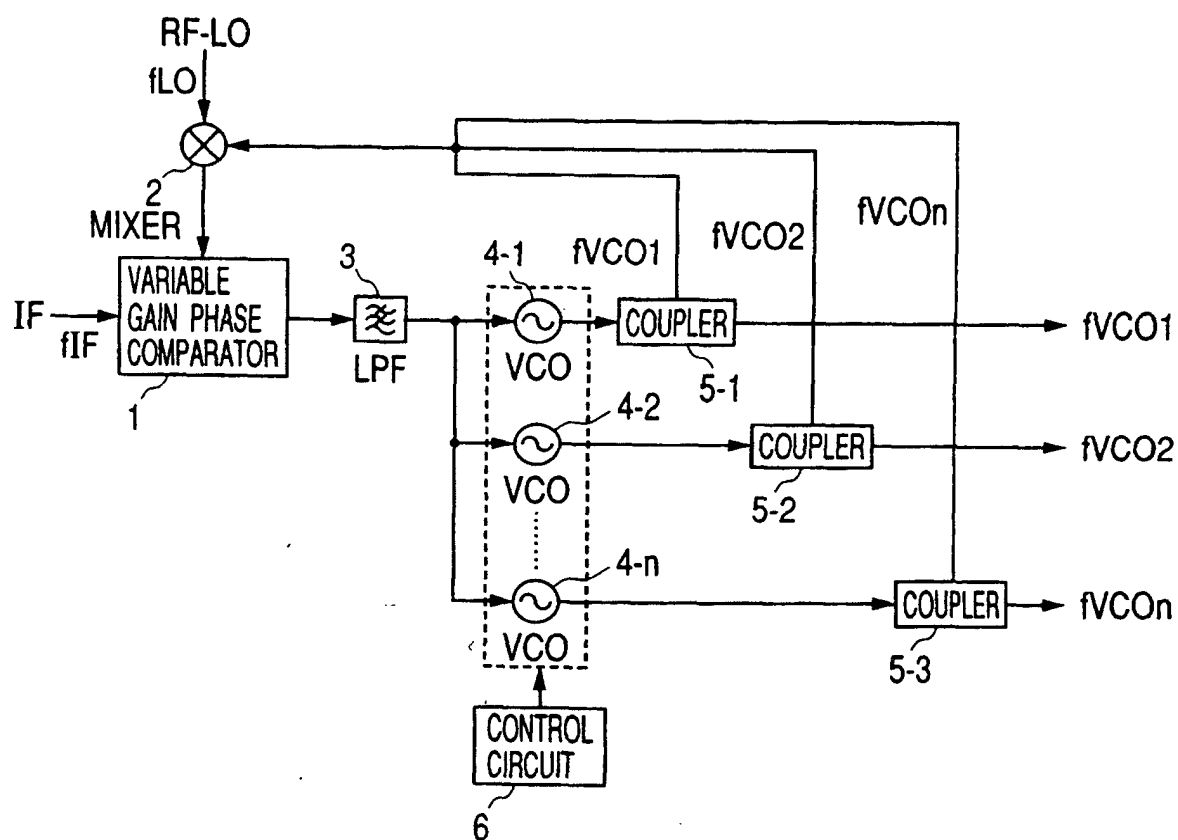 RF-LO
fLO
2
MIXER
fVCO1
fVCO2
fVCOn
IF
fIF
VARIABLE
GAIN PHASE
COMPARATOR
1
3
LPF
4-1
VCO
COUPLER
5-1
fVCO1
4-2
VCO
COUPLER
5-2
fVCO2
4-n
VCO
COUPLER
5-3
fVCOn
CONTROL
CIRCUIT
6